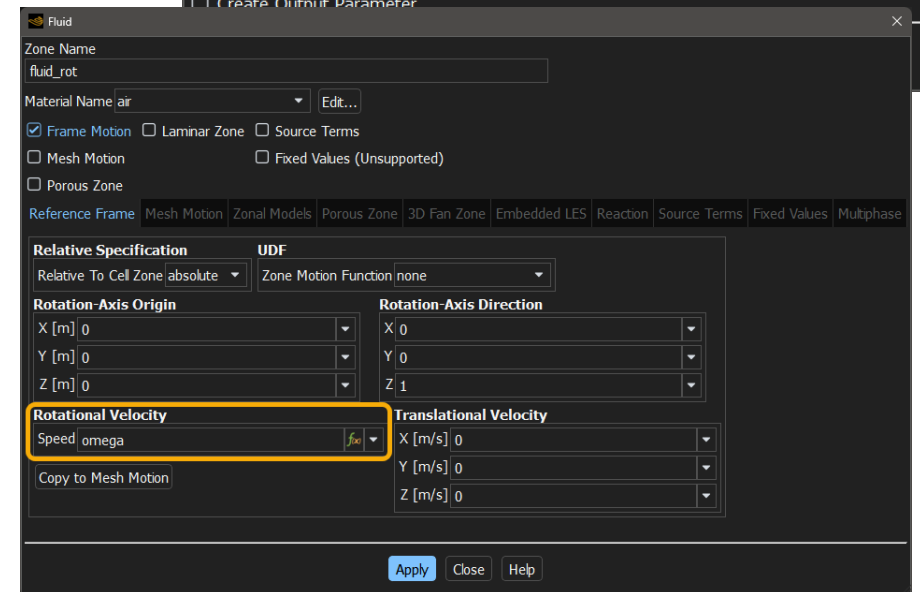 Create Output Parameter
Fluid
Zone Name
fluid_rot
Material Name air Edit...
Frame Motion Laminar Zone Source Terms
Mesh Motion Fixed Values (Unsupported)
Porous Zone
Reference Frame Mesh Motion Zonal Models Porous Zone 3D Fan Zone Embedded LES Reaction Source Terms Fixed Values Multiphase
Relative Specification UDF
Relative To Cell Zone absolute Zone Motion Function none
Rotation-Axis Origin Rotation-Axis Direction
X [m] 0 X 0
Y [m] 0 Y 0
Z [m] 0 Z 1
Rotational Velocity Translational Velocity
Speed omega f(x) X [m/s] 0
Copy to Mesh Motion Y [m/s] 0
Z [m/s] 0
Apply Close Help